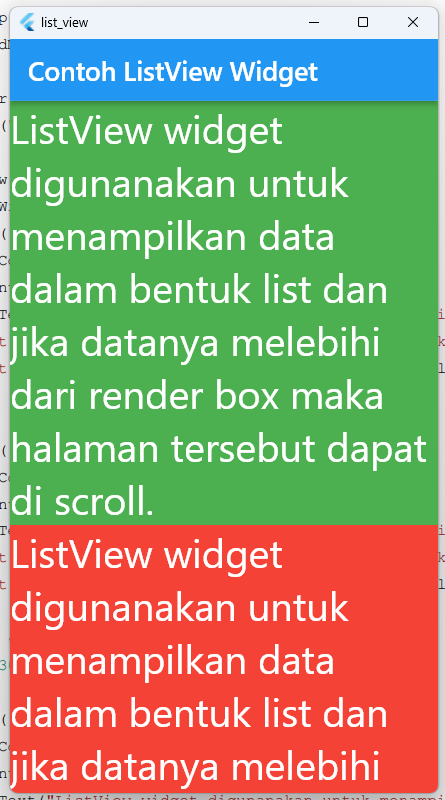 list_view
Contoh ListView Widget
ListView widget
digunanakan untuk
menampilkan data
dalam bentuk list dan
jika datanya melebihi
dari render box maka
halaman tersebut dapat
di scroll.
ListView widget
digunanakan untuk
menampilkan data
dalam bentuk list dan
jika datanya melebihi